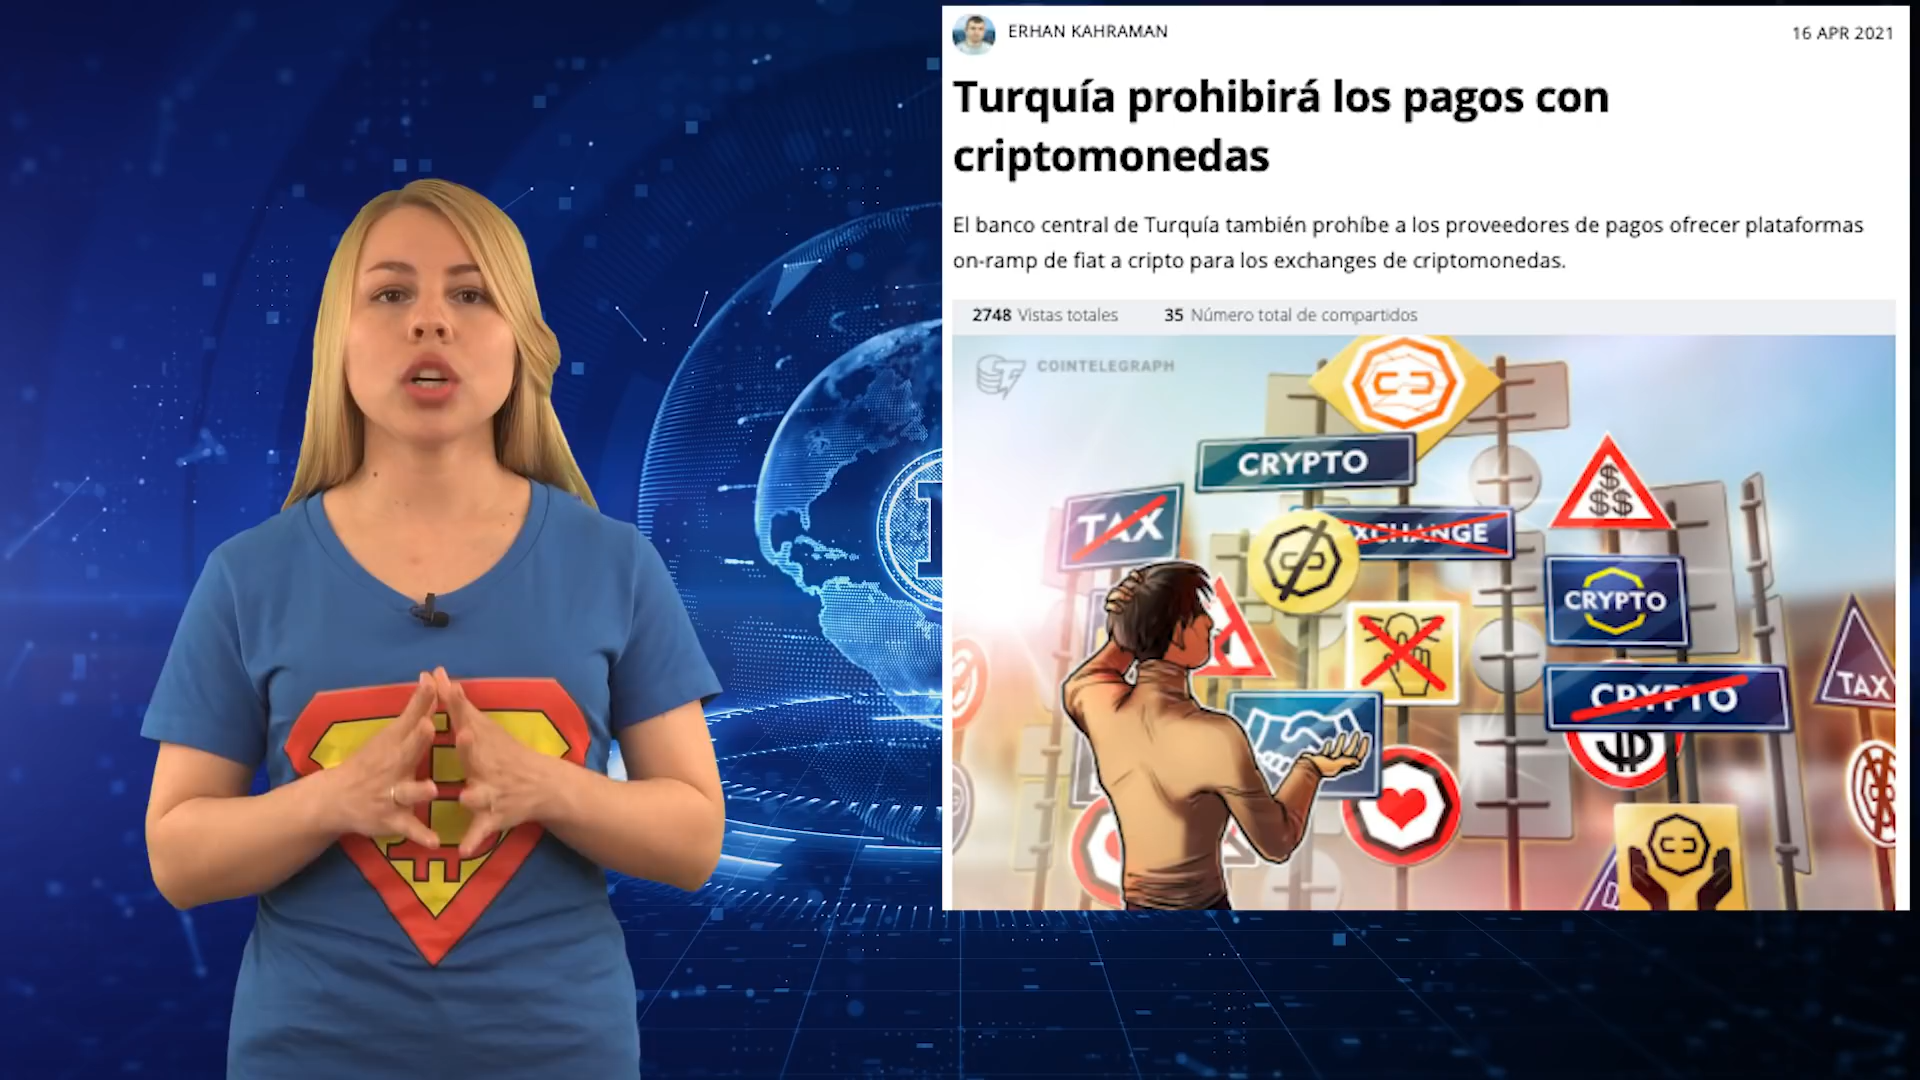 ERHAN KAHRAMAN
16 APR 2021
Turquía prohibirá los pagos con
criptomonedas
El banco central de Turquía también prohíbe a los proveedores de pagos ofrecer plataformas
on-ramp de fiat a cripto para los exchanges de criptomonedas.
2748 Vistas totales
35 Número total de compartidos
COINTELEGRAPH
CRYPTO
TAX
XCHANGE
$
$$
$$
CRYPTO
CRYPTO
TAX
$